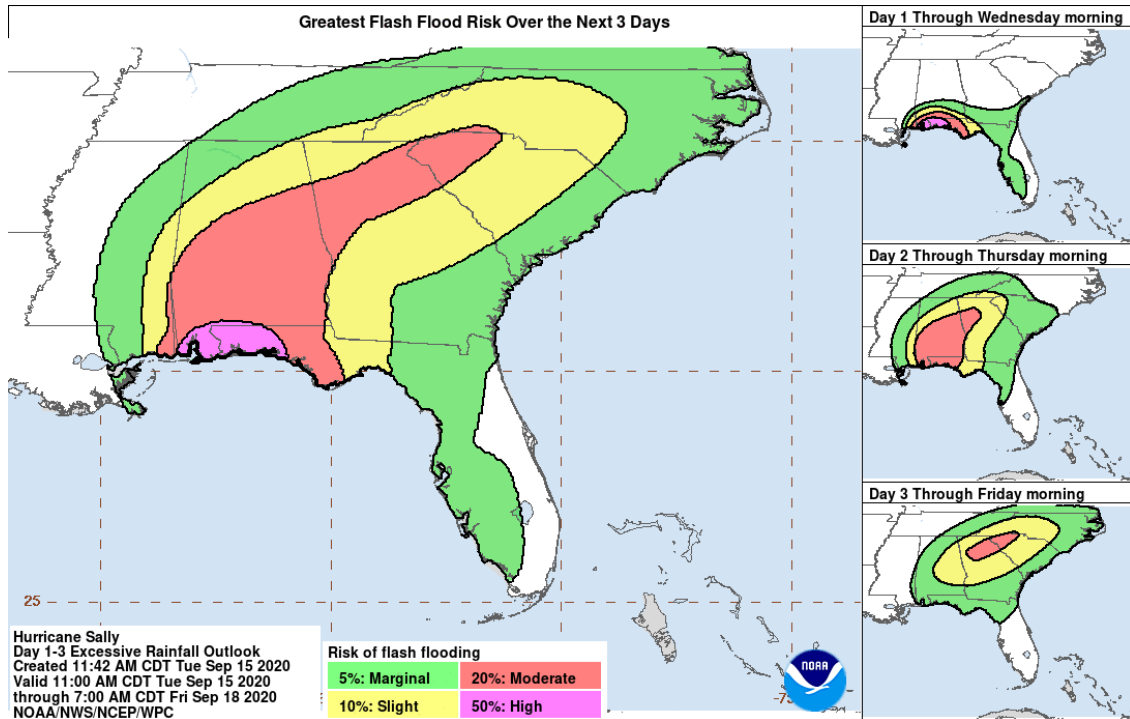 Greatest Flash Flood Risk Over the Next 3 Days
Day 1 Through Wednesday morning
Day 2 Through Thursday morning
Day 3 Through Friday morning
25
Hurricane Sally
Day 1-3 Excessive Rainfall Outlook
Created 11:42 AM CDT Tue Sep 15 2020
Valid 11:00 AM CDT Tue Sep 15 2020
through 7:00 AM CDT Fri Sep 18 2020
NOAA/NWS/NCEP/WPC
Risk of flash flooding
5%: Marginal
20%: Moderate
10%: Slight
50%: High
NOAA